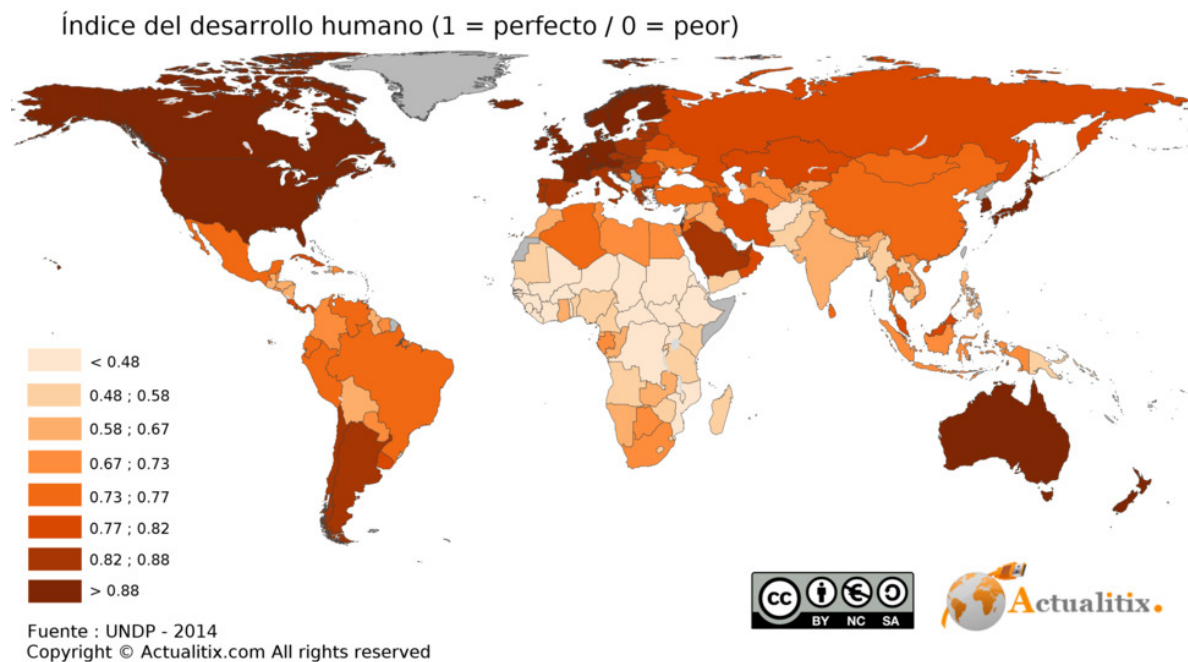 Índice del desarrollo humano (1 = perfecto / 0 = peor)
< 0.48
0.48 ; 0.58
0.58 ; 0.67
0.67 ; 0.73
0.73 ; 0.77
0.77 ; 0.82
0.82 ; 0.88
> 0.88
Fuente : UNDP - 2014
Copyright © Actualitix.com All rights reserved
cc
BY NC SA
Actualitix.